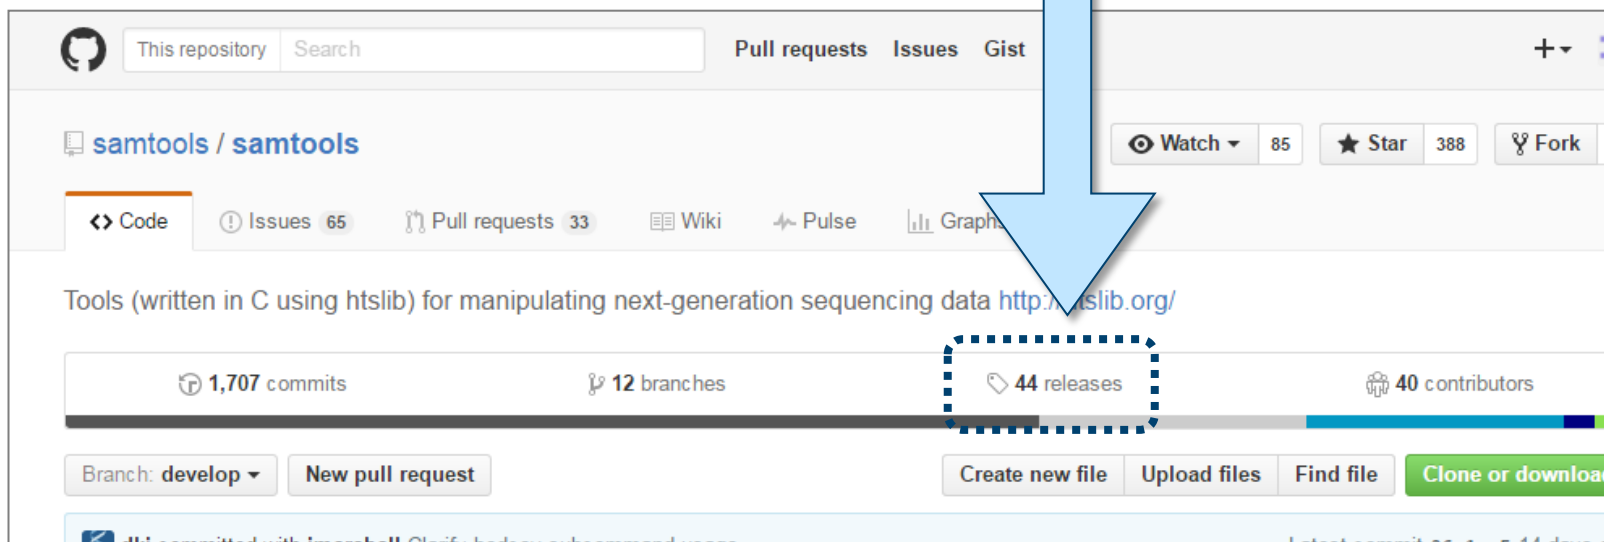 This repository Search Pull requests Issues Gist
samtools / samtools Watch 85 Star 388 Fork
Code Issues 65 Pull requests 33 Wiki Pulse Graphs
Tools (written in C using htslib) for manipulating next-generation sequencing data
1,707 commits 12 branches 44 releases 40 contributors
Branch: develop New pull request Create new file Upload files Find file Clone or download
committed with